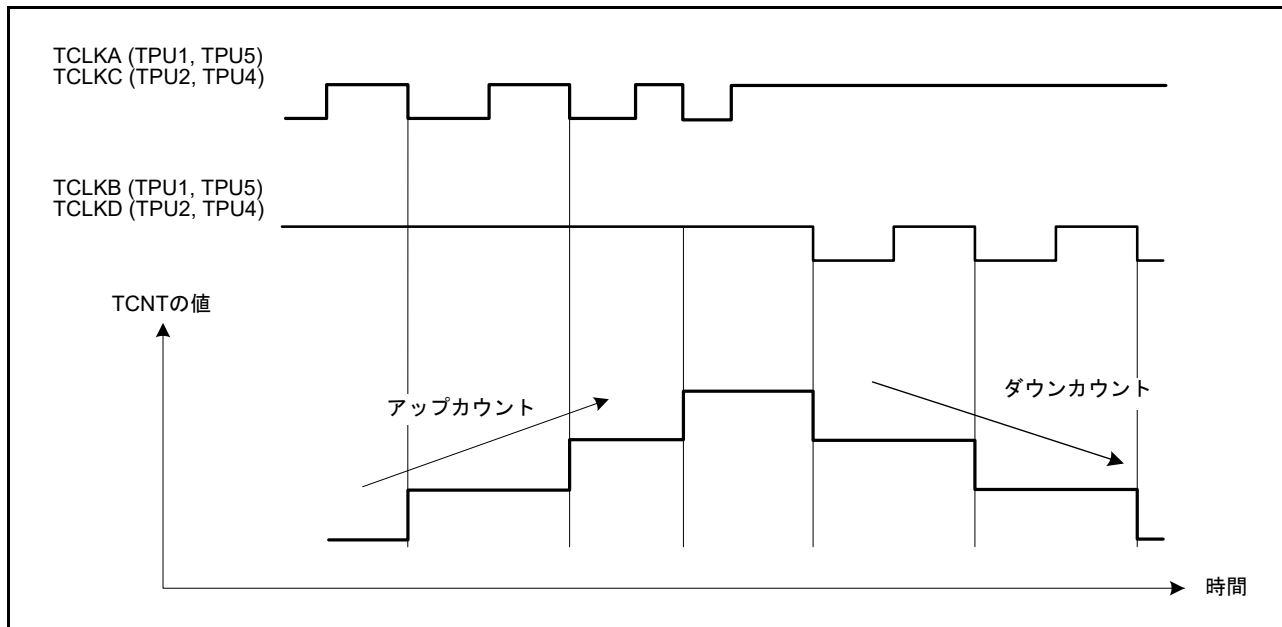 TCLKA (TPU1, TPU5)
TCLKC (TPU2, TPU4)
TCLKB (TPU1, TPU5)
TCLKD (TPU2, TPU4)
TCNTの値
アップカウント
ダウンカウント
時間